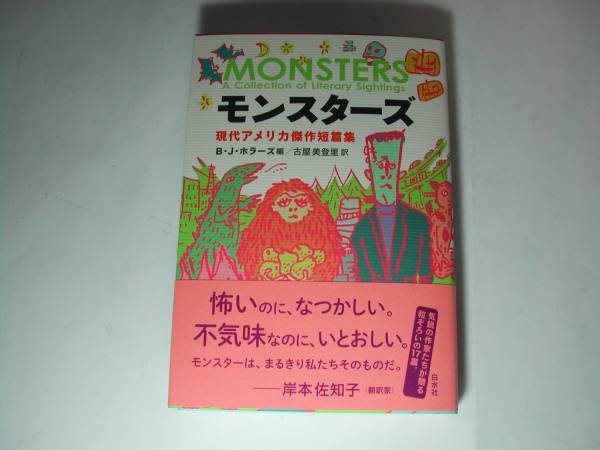 MONSTERS
A Collection of Literary Sightings
モンスターズ
現代アメリカ傑作短篇集
B・J・ホラーズ編／古屋美登里 訳
怖いのに、なつかしい。
不気味なのに、いとおしい。
モンスターは、まるきり私たちそのものだ。
――岸本佐知子（翻訳家）
気鋭の作家たちが贈る
粒ぞろいの17篇。
白水社